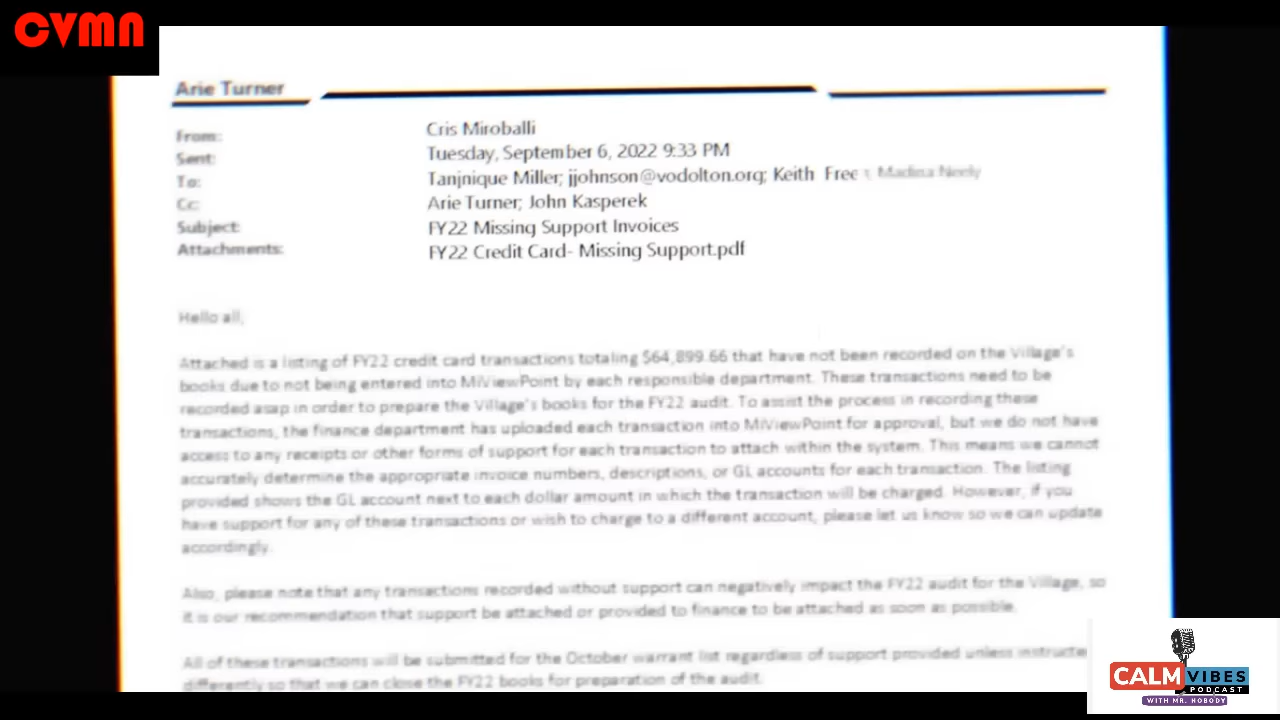 CVMN
Arie Turner
From: Cris Miroballi
Sent: Tuesday, September 6, 2022 9:33 PM
To: Tanjnique Miller; jjohnson@vodolton.org; Keith Free Madina Neely
Cc: Arie Turner; John Kasperek
Subject: FY22 Missing Support Invoices
Attachments: FY22 Credit Card- Missing Support.pdf
Hello all,
Attached is a listing of FY22 credit card transactions totaling $64,899.66 that have not been recorded on the Village's
books due to not being entered into MiViewPoint by each responsible department. These transactions need to be
recorded asap in order to prepare the Village's books for the FY22 audit. To assist the process in recording these
transactions, the finance department has uploaded each transaction into MiViewPoint for approval, but we do not have
access to any receipts or other forms of support for each transaction to attach within the system. This means we cannot
accurately determine the appropriate invoice numbers, descriptions, or GL accounts for each transaction. The listing
provided shows the GL account next to each dollar amount in which the transaction will be charged. However, if you
have support for any of these transactions or wish to charge to a different account, please let us know so we can update
accordingly.
Also, please note that any transactions recorded without support can negatively impact the FY22 audit for the Village, so
it is our recommendation that support be attached or provided to finance to be attached as soon as possible.
All of these transactions will be submitted for the October warrant list regardless of support provided unless instructe
differently so that we can close the FY22 books for preparation of the audit.
CALM VIBES
PODCAST
WITH MR. NOBODY